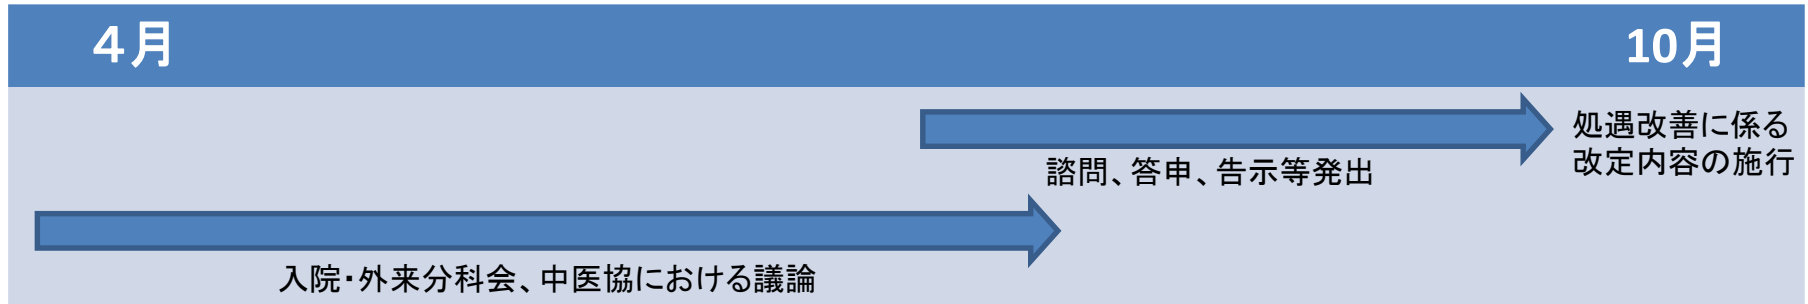 ４月
10月
処遇改善に係る
改定内容の施行
諮問、答申、告示等発出
入院・外来分科会、中医協における議論